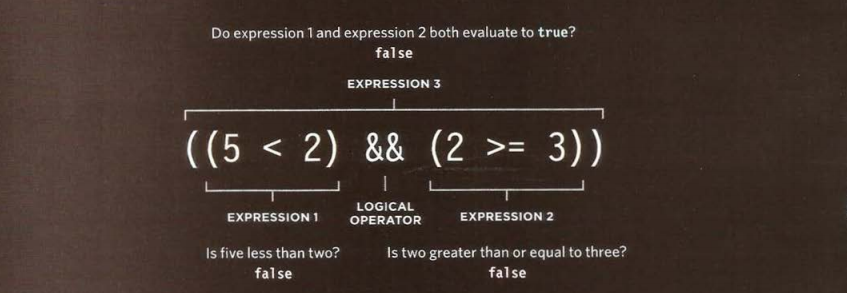 Do expression 1 and expression 2 both evaluate to true?
false
EXPRESSION 3
((5 < 2) && (2 >= 3))
EXPRESSION 1
LOGICAL
OPERATOR
EXPRESSION 2
Is five less than two?
false
Is two greater than or equal to three?
false